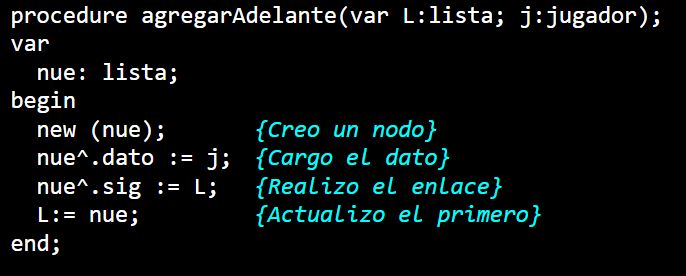 procedure agregarAdelante(var L:lista; j:jugador);
var
  nue: lista;
begin
  new (nue);       {Creo un nodo}
  nue^.dato := j;  {Cargo el dato}
  nue^.sig := L;   {Realizo el enlace}
  L:= nue;         {Actualizo el primero}
end;